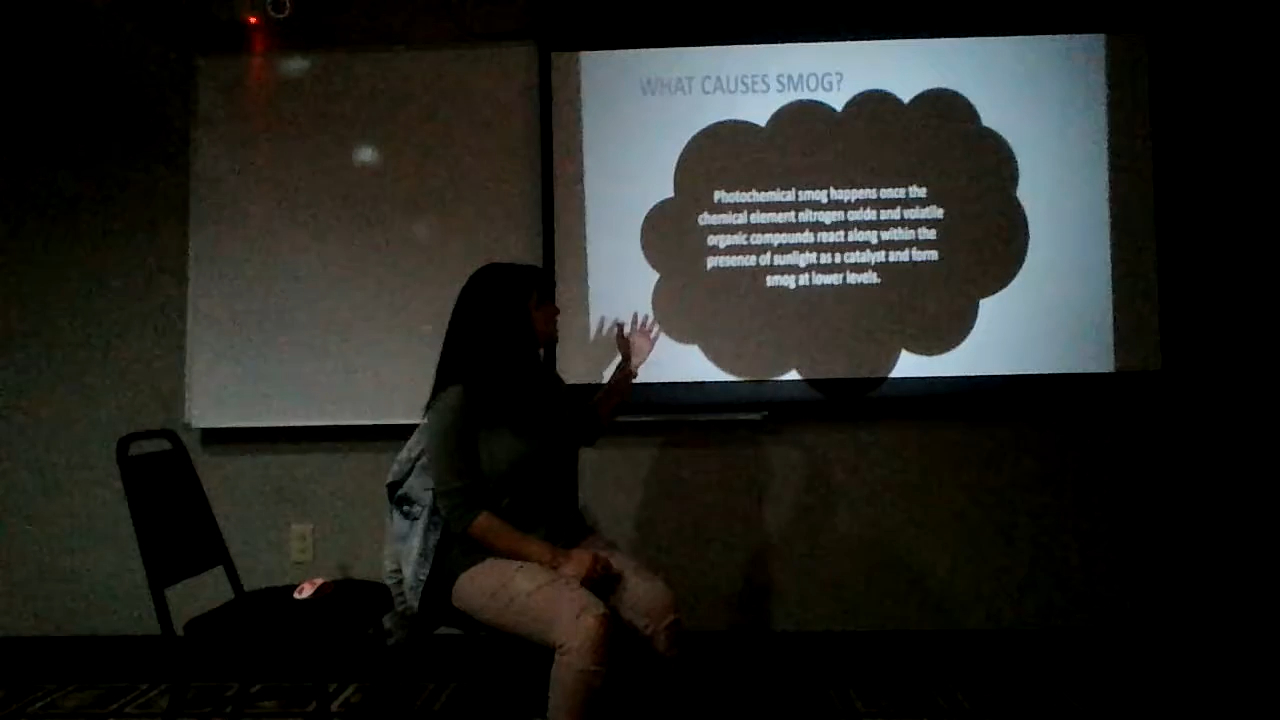 WHAT CAUSES SMOG?
Photochemical smog happens once the
chemical element nitrogen oxide and volatile
organic compounds react along within the
presence of sunlight as a catalyst and form
smog at lower levels.